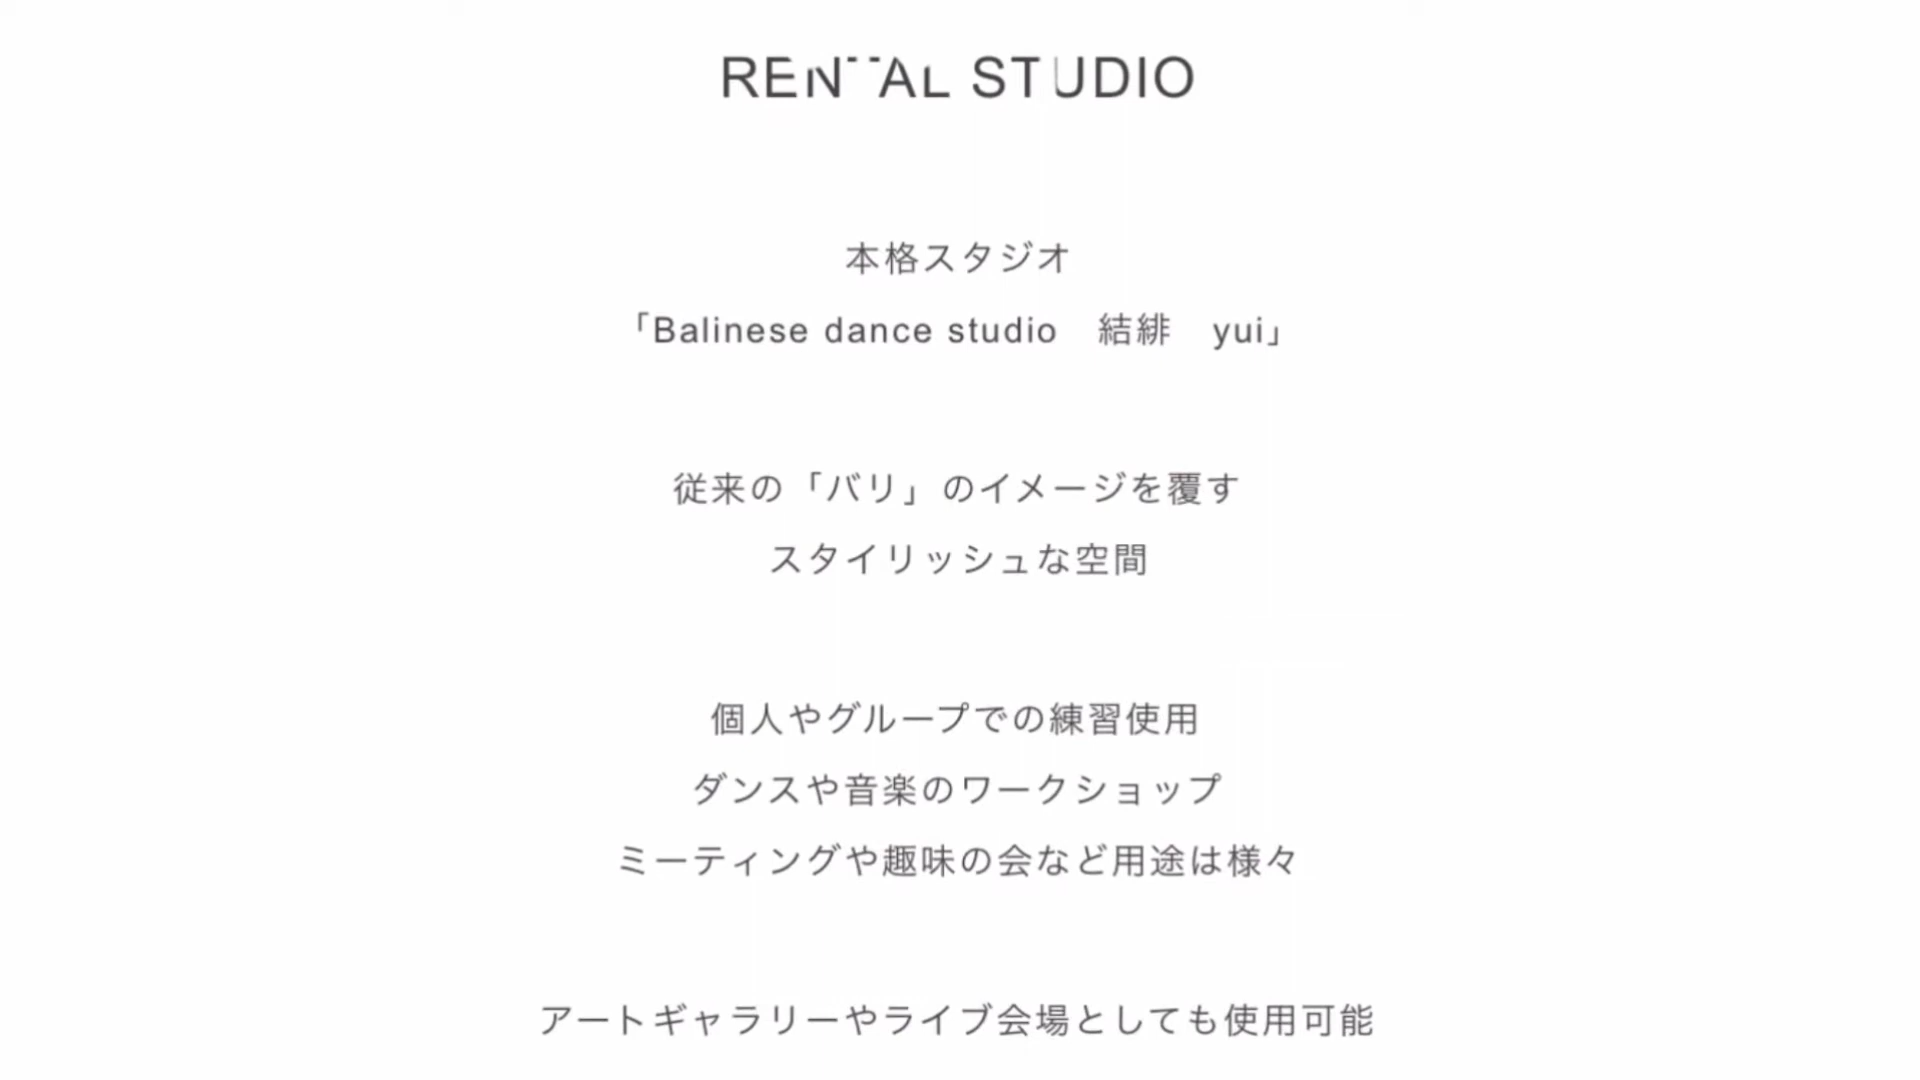 RENTAL STUDIO
本格スタジオ
「Balinese dance studio　結緋　yui」
従来の「バリ」のイメージを覆す
スタイリッシュな空間
個人やグループでの練習使用
ダンスや音楽のワークショップ
ミーティングや趣味の会など用途は様々
アートギャラリーやライブ会場としても使用可能